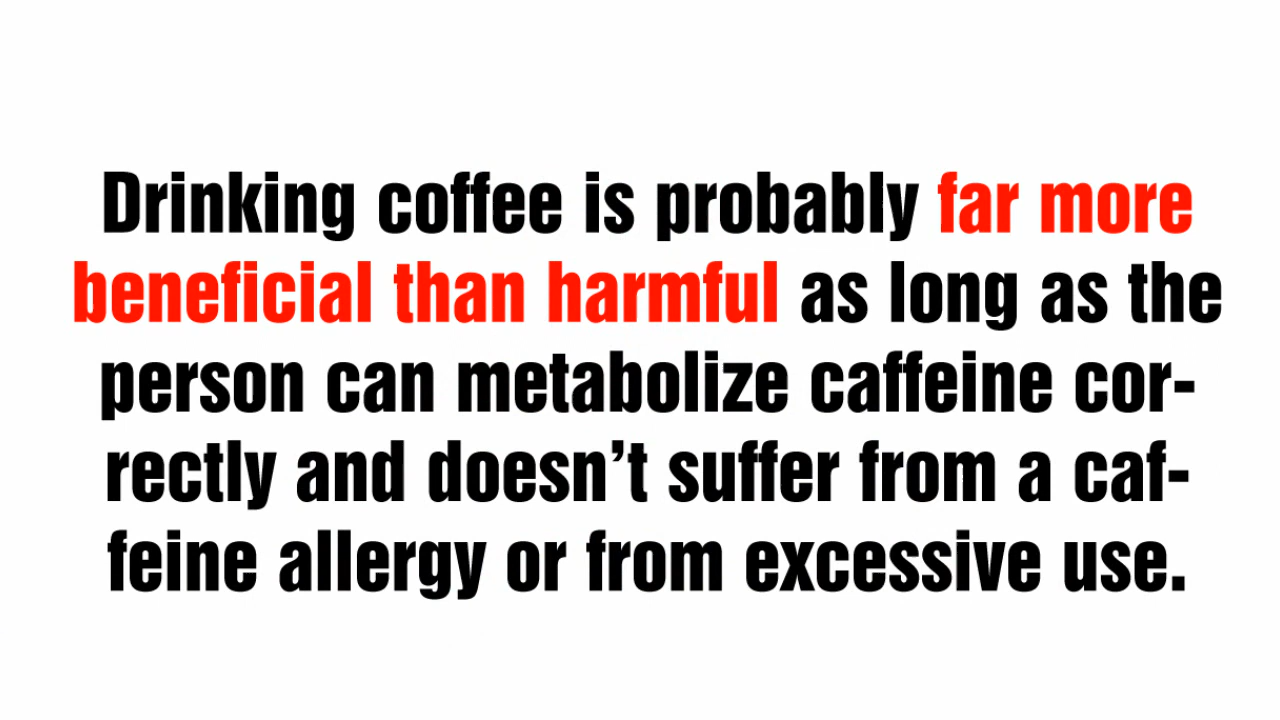 Drinking coffee is probably far more
beneficial than harmful as long as the
person can metabolize caffeine cor-
rectly and doesn’t suffer from a caf-
feine allergy or from excessive use.